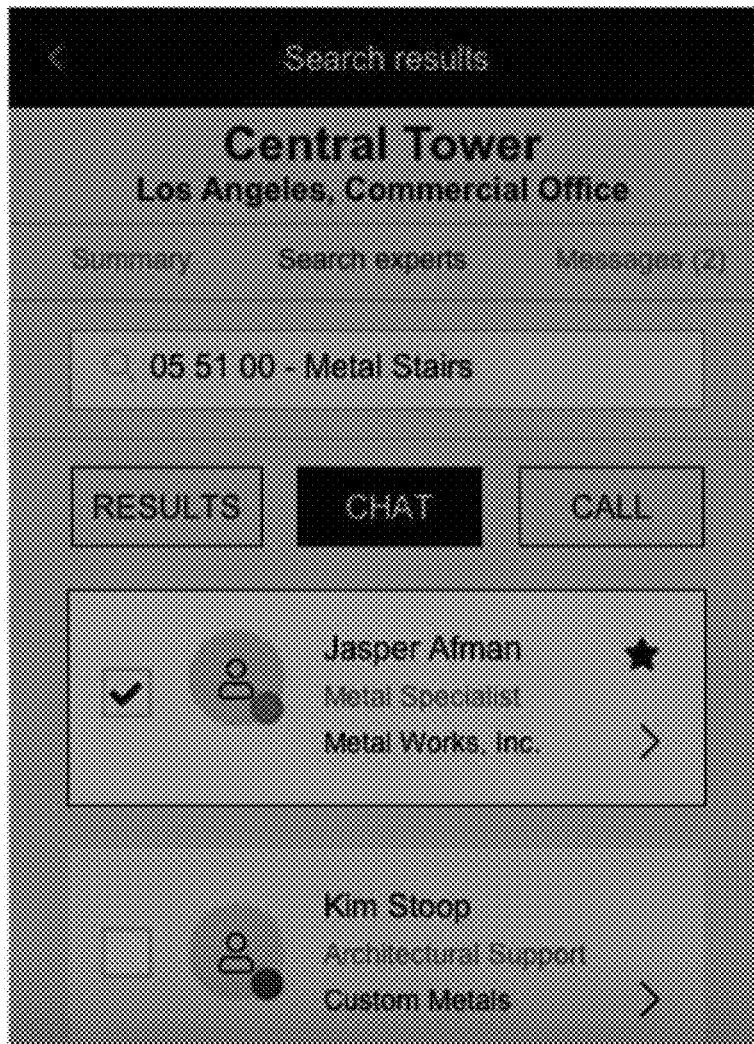 Search results
Central Tower
Los Angeles, Commercial Office
Summary Search experts Messages (2)
05 51 00 - Metal Stairs
RESULTS CHAT CALL
Jasper Afman
Metal Specialist
Metal Works, Inc.
Kim Stoop
Architectural Support
Custom Metals